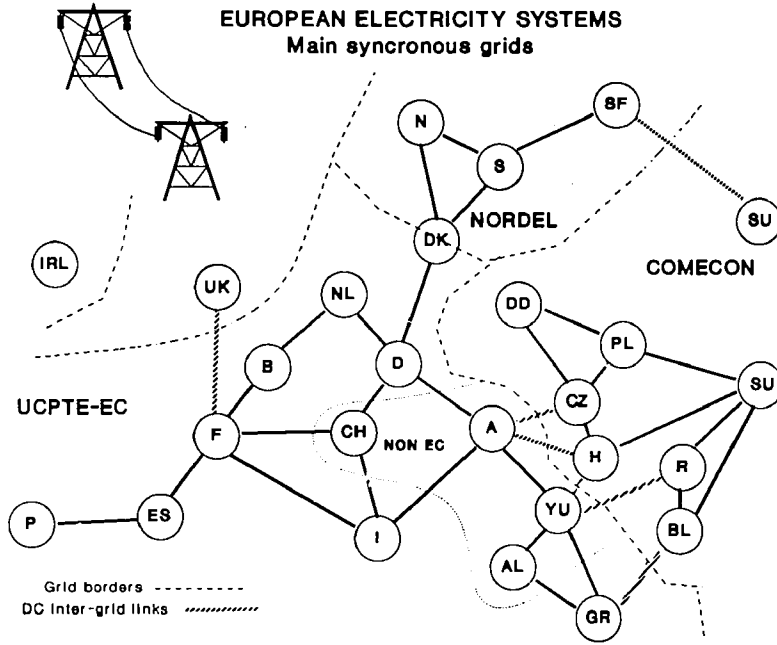 EUROPEAN ELECTRICITY SYSTEMS
Main syncronous grids
N
SF
S
SU
DK
NORDEL
IRL
COMECON
UK
NL
DD
PL
B
D
SU
UCPTE-EC
CZ
F
CH
NON EC
A
H
R
P
ES
YU
BL
I
AL
Grid borders
GR
DC Inter-grid links